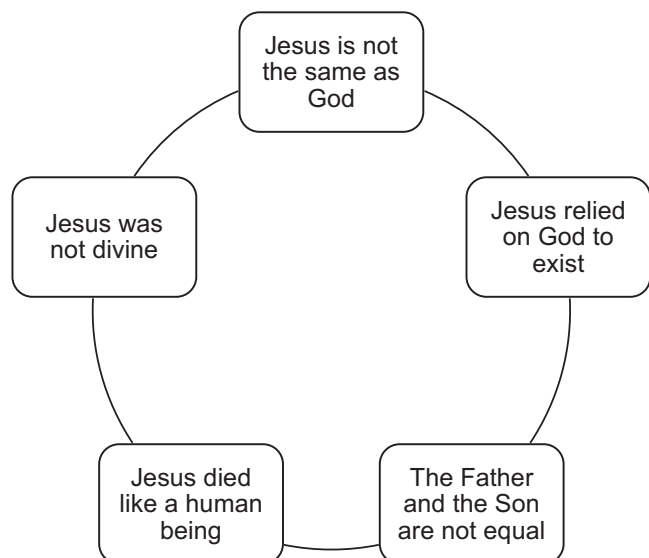 Jesus is not
the same as
God
Jesus relied
on God to
exist
The Father
and the Son
are not equal
Jesus died
like a human
being
Jesus was
not divine